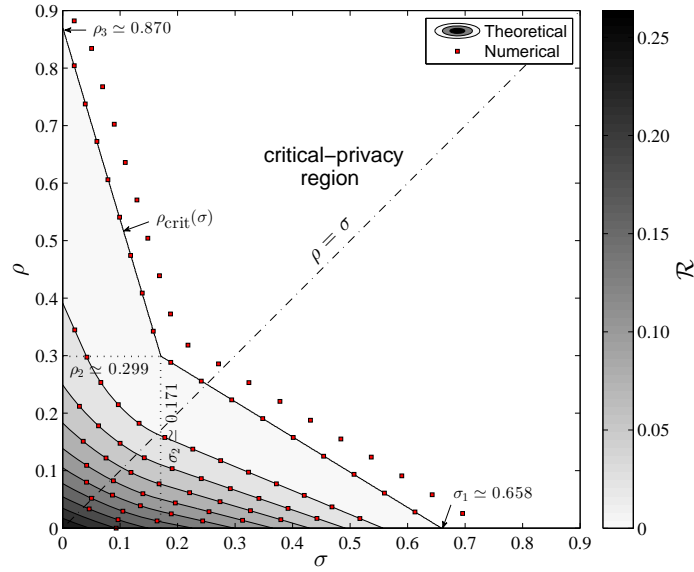 ρ₃ ≃ 0.870
Theoretical
Numerical
critical−privacy
region
ρ_crit(σ)
ρ = σ
ρ₂ ≃ 0.299
σ₂ ≃ 0.171
σ₁ ≃ 0.658
0.9
0.8
0.7
0.6
0.5
0.4
0.3
0.2
0.1
0
ρ
0 0.1 0.2 0.3 0.4 0.5 0.6 0.7 0.8 0.9
σ
0.25
0.20
0.15
0.10
0.05
0
ℛ